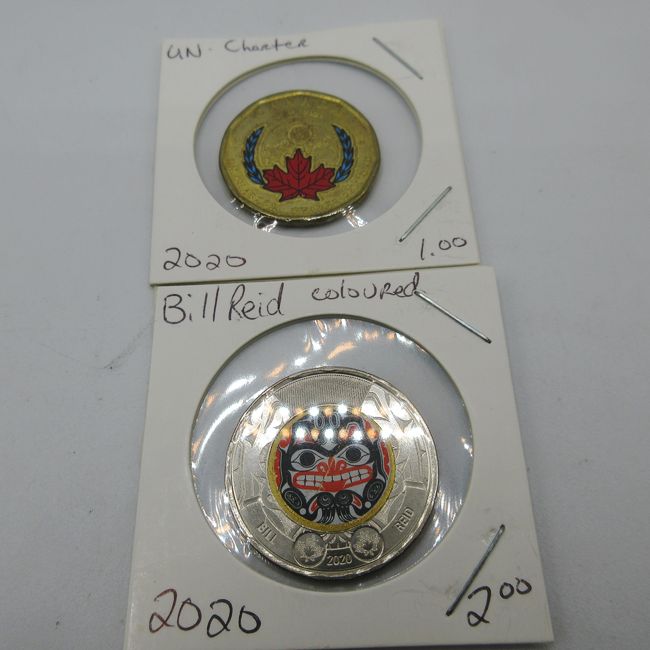 UN. Charter
2020
1.00
Bill Reid coloured
BILL
REID
2020
2020
2.00